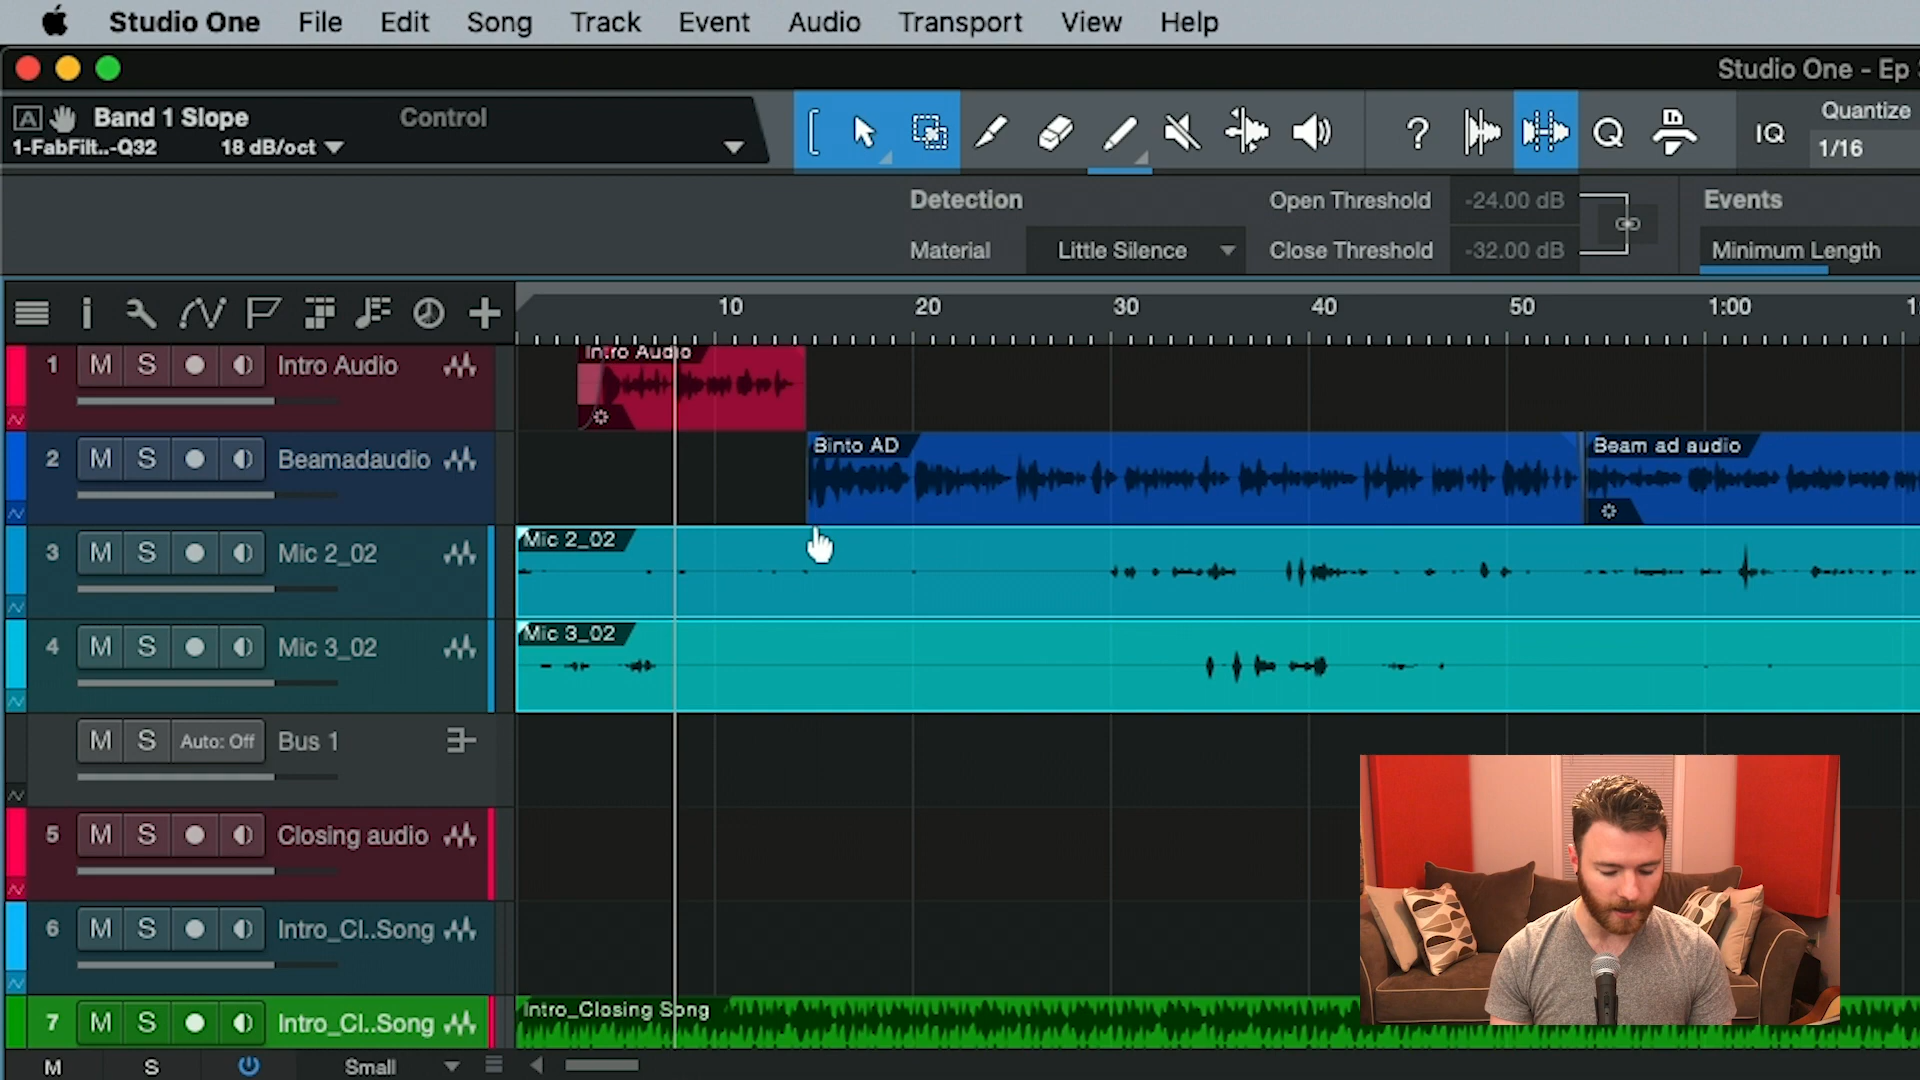 Studio One File Edit Song Track Event Audio Transport View Help
Studio One - Ep
A Band 1 Slope Control
1-FabFilt..-Q32 18 dB/oct
? Q IQ Quantize
1/16
Detection Open Threshold -24.00 dB Events
Material Little Silence Close Threshold -32.00 dB Minimum Length
10 20 30 40 50 1:00
1 M S Intro Audio
Intro Audio
2 M S Beamadaudio
Binto AD Beam ad audio
3 M S Mic 2_02
Mic 2_02
4 M S Mic 3_02
Mic 3_02
M S Auto: Off Bus 1
5 M S Closing audio
6 M S Intro_Cl..Song
7 M S Intro_Cl..Song
Intro_Closing Song
M S Small